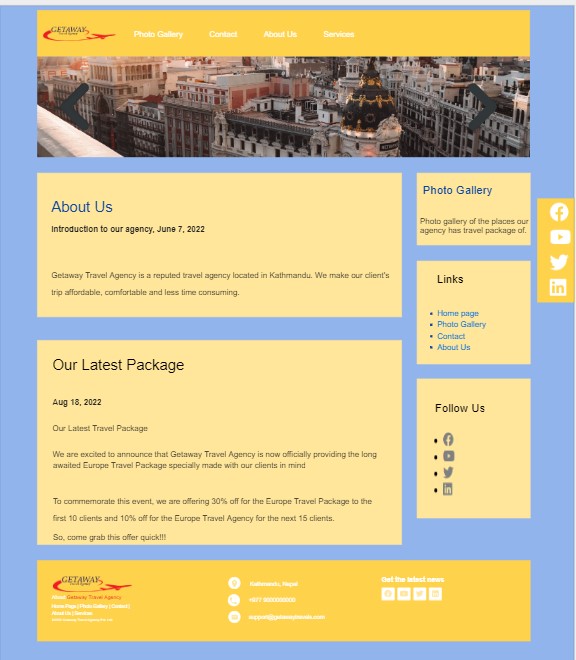 GETAWAY
Travel Agency
Photo Gallery Contact About Us Services
About Us
Introduction to our agency, June 7, 2022
Getaway Travel Agency is a reputed travel agency located in Kathmandu. We make our client's
trip affordable, comfortable and less time consuming.
Photo Gallery
Photo gallery of the places our
agency has travel package of.
Links
Home page
Photo Gallery
Contact
About Us
Our Latest Package
Aug 18, 2022
Our Latest Travel Package
We are excited to announce that Getaway Travel Agency is now officially providing the long
awaited Europe Travel Package specially made with our clients in mind
To commemorate this event, we are offering 30% off for the Europe Travel Package to the
first 10 clients and 10% off for the Europe Travel Agency for the next 15 clients.
So, come grab this offer quick!!!
Follow Us
GETAWAY
Travel Agency
About Getaway Travel Agency
Home Page | Photo Gallery | Contact |
About Us | Services
Kathmandu, Nepal
Get the latest news